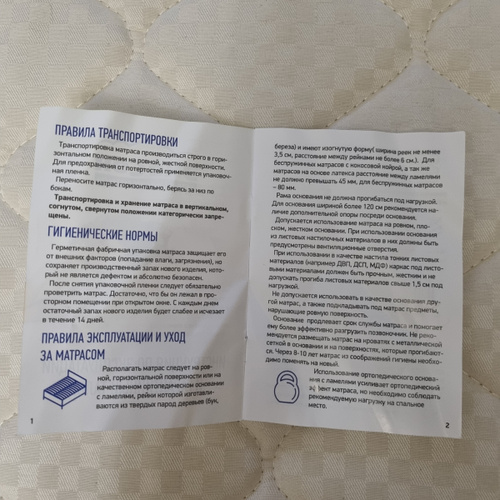 ПРАВИЛА ТРАНСПОРТИРОВКИ
Транспортировка матраса производиться строго в гори-
зонтальном положении на ровной, жесткой поверхности.
Для предохранения от потертостей применяется упаковоч-
ная пленка.
Переносите матрас горизонтально, берясь за низ по
бокам.
Транспортировка и хранение матраса в вертикальном,
согнутом, свернутом положении категорически запре-
щены.
ГИГИЕНИЧЕСКИЕ НОРМЫ
Герметичная фабричная упаковка матраса защищает его
от внешних факторов (попадание влаги, загрязнения), но
сохраняет производственный запах нового изделия, кото-
рый не является дефектом и абсолютно безопасен.
После снятия упаковочной пленки следует обязательно
проветрить матрас. Достаточно, что бы он лежал в прос-
торном помещении при открытом окне. С каждым днем
остаточный запах нового изделия будет слабее и исчезает
в течение 14 дней.
ПРАВИЛА ЭКСПЛУАТАЦИИ И УХОД
ЗА МАТРАСОМ
Располагать матрас следует на ров-
ной, горизонтальной поверхности или на
качественном ортопедическом основании
с ламелями, рейки которой изготавли-
ваются из твердых парод деревьев (бук,
1
береза) и имеют изогнутую форму( ширина реек не менее
3,5 см, расстояние между рейками не более 6 см.). Для
беспружинных матрасов с кокосовой койрой, а так же
матрасов на основе латекса расстояние между ламелями
не должно превышать 45 мм, для беспружинных матрасов
– 80 мм.
Рама основания не должна прогибаться под нагрузкой.
Для основания шириной более 120 см рекомендуется на-
личие дополнительной опоры посреди основания.
Допускается использование матраса на ровном, плос-
ком, жестком основании. При использовании основания
из листовых настилочных материалов в них должны быть
предусмотрены вентиляционные отверстия.
При использовании в качестве настила тонких листовых
материалов (например ДВП, ДСП, МДФ) каркас под листо-
выми материалами должен быть прочным, жестким и не
допускать прогиба листовых материалов свыше 1,5 см под
нагрузкой.
Не допускается использовать в качестве основания дру-
гой матрас, а также подкладывать под матрас предметы,
нарушающие ровную поверхность.
Основание продлевает срок службы матраса и помогает
ему более эффективно разгрузить позвоночник. Не реко-
мендуется размещать матрас на кроватях с металлической
сеткой в основании и на поверхностях, которые прогибают-
ся. Через 8-10 лет матрас из соображений гигиены необхо-
димо поменять на новый.
Использование ортопедического основа-
ния с ламелями усиливает ортопедический
эффект матраса, но необходимо соблюдать
рекомендуемую нагрузку на спальное
место.
2